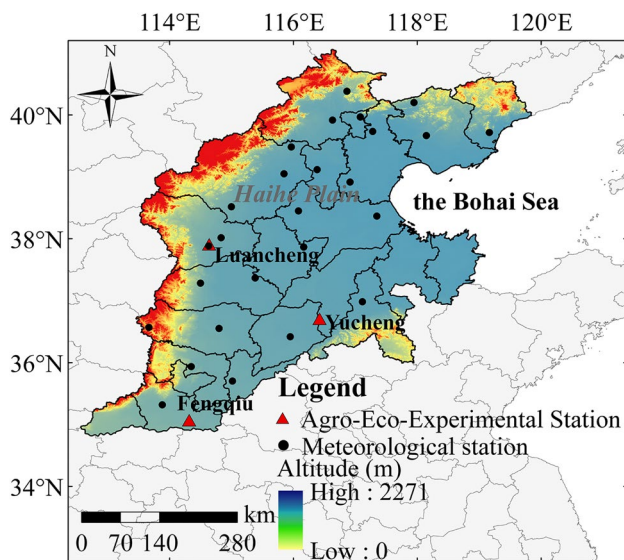 114°E 116°E 118°E 120°E
N
40°N
Haihe Plain
the Bohai Sea
38°N
Luancheng
Yucheng
36°N
Legend
Fengqiu
Agro-Eco-Experimental Station
Meteorological station
Altitude (m)
34°N
High : 2271
km
0 70 140 280
Low : 0